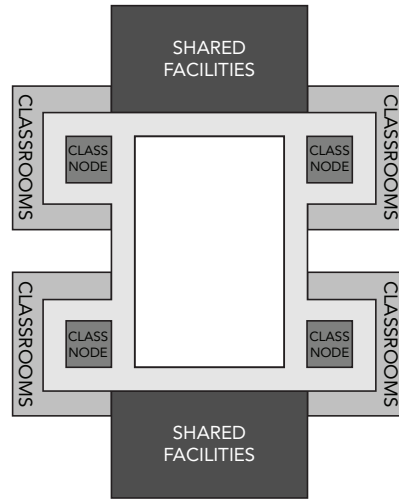 SHARED
FACILITIES
CLASSROOMS
CLASS
NODE
CLASS
NODE
CLASSROOMS
CLASSROOMS
CLASS
NODE
CLASS
NODE
CLASSROOMS
SHARED
FACILITIES